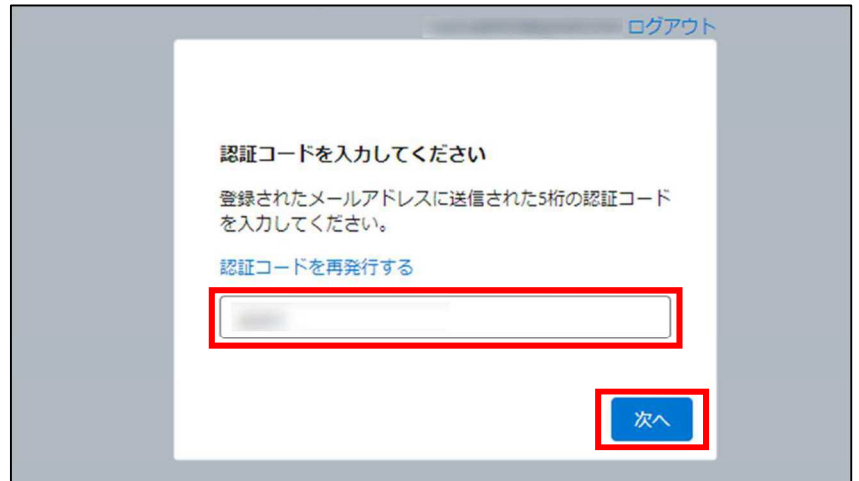 ログアウト
認証コードを入力してください
登録されたメールアドレスに送信された5桁の認証コード
を入力してください。
認証コードを再発行する
次へ